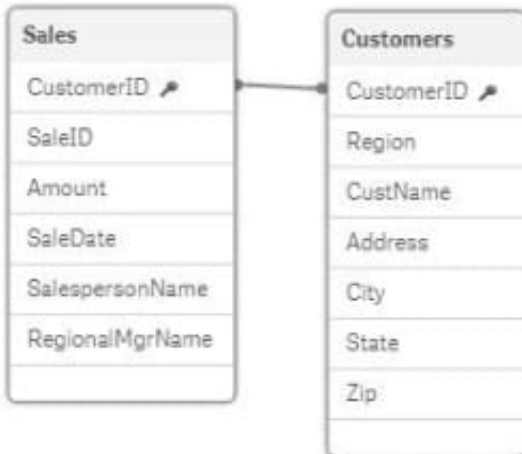 Sales
CustomerID
SaleID
Amount
SaleDate
SalespersonName
RegionalMgrName
Customers
CustomerID
Region
CustName
Address
City
State
Zip